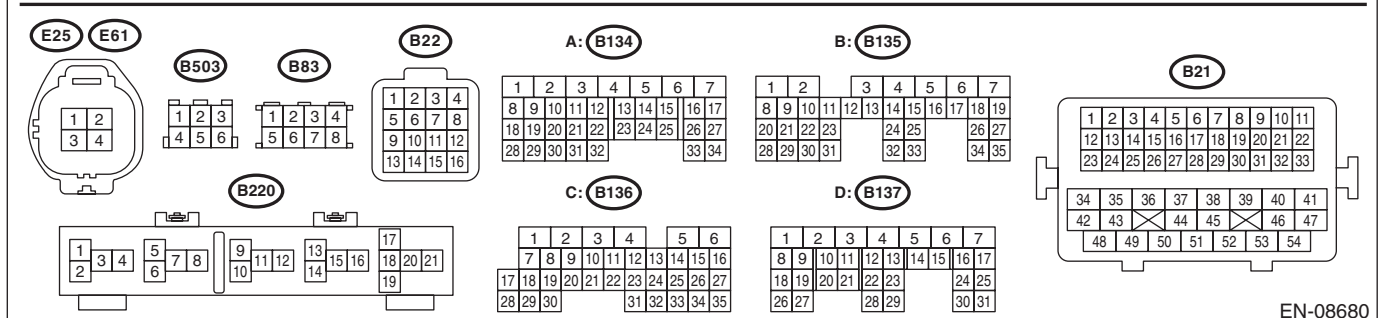 E25 E61
1 2
3 4
B503
1 2 3
4 5 6
B83
1 2 3 4
5 6 7 8
B22
1 2 3 4
5 6 7 8
9 10 11 12
13 14 15 16
A: B134
1 2 3 4 5 6 7
8 9 10 11 12 13 14 15 16 17
18 19 20 21 22 23 24 25 26 27
28 29 30 31 32 33 34
B: B135
1 2 3 4 5 6 7
8 9 10 11 12 13 14 15 16 17 18 19
20 21 22 23 24 25 26 27
28 29 30 31 32 33 34 35
B21
1 2 3 4 5 6 7 8 9 10 11
12 13 14 15 16 17 18 19 20 21 22
23 24 25 26 27 28 29 30 31 32 33
34 35 36 37 38 39 40 41
42 43 44 45 46 47
48 49 50 51 52 53 54
B220
1 2 3 4
5 6 7 8
9 10 11 12
13 14 15 16
17 18 19 20 21
C: B136
1 2 3 4 5 6
7 8 9 10 11 12 13 14 15 16
17 18 19 20 21 22 23 24 25 26 27
28 29 30 31 32 33 34 35
D: B137
1 2 3 4 5 6 7
8 9 10 11 12 13 14 15 16 17
18 19 20 21 22 23 24 25
26 27 28 29 30 31
EN-08680